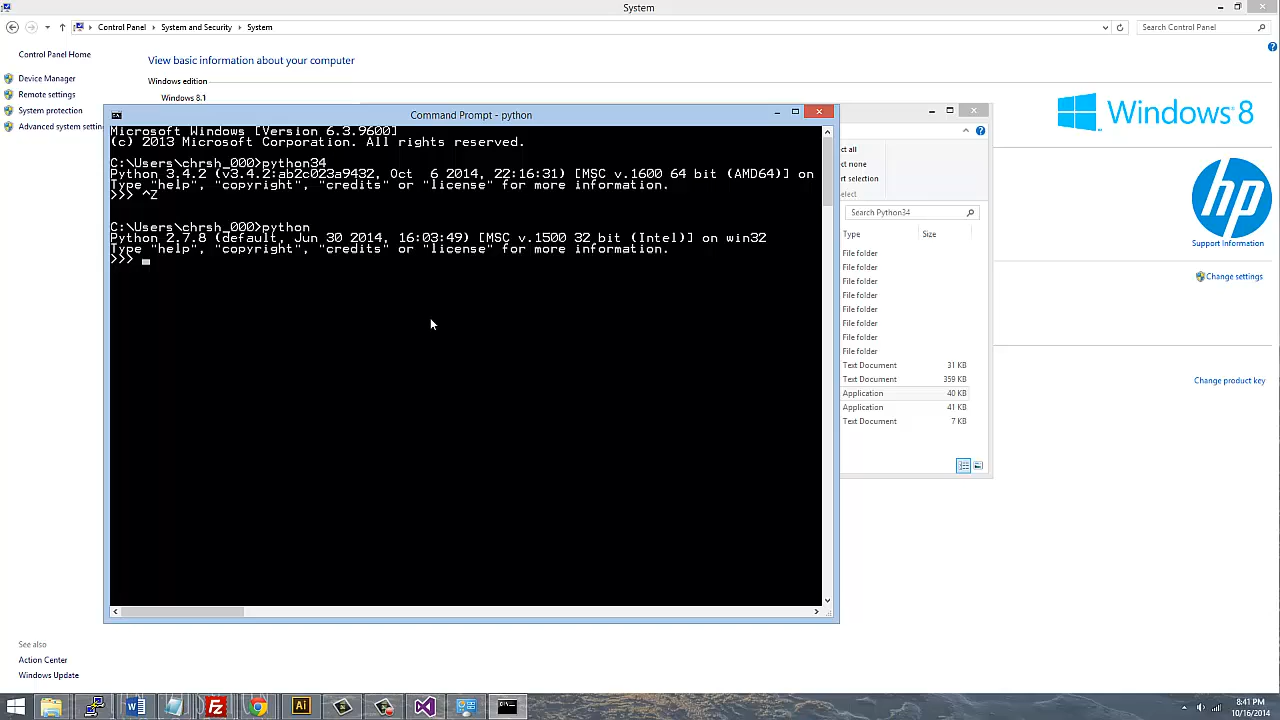 System
Control Panel
System and Security
System
Search Control Panel
Control Panel Home
Device Manager
Remote settings
System protection
Advanced system settin
View basic information about your computer
Windows edition
Windows 8.1
Windows 8
hp
Support Information
Change settings
Change product key
Command Prompt - python
Microsoft Windows [Version 6.3.9600]
(c) 2013 Microsoft Corporation. All rights reserved.
C:\Users\chrsh_000>python34
Python 3.4.2 (v3.4.2:ab2c023a9432, Oct  6 2014, 22:16:31) [MSC v.1600 64 bit (AMD64)] on
Type "help", "copyright", "credits" or "license" for more information.
>>> ^Z
C:\Users\chrsh_000>python
Python 2.7.8 (default, Jun 30 2014, 16:03:49) [MSC v.1500 32 bit (Intel)] on win32
Type "help", "copyright", "credits" or "license" for more information.
>>>
ct all
ct none
rt selection
elect
Search Python34
Type Size
File folder
File folder
File folder
File folder
File folder
File folder
File folder
File folder
Text Document 31 KB
Text Document 359 KB
Application 40 KB
Application 41 KB
Text Document 7 KB
See also
Action Center
Windows Update
W
Fz
Ai
8:41 PM
10/16/2014